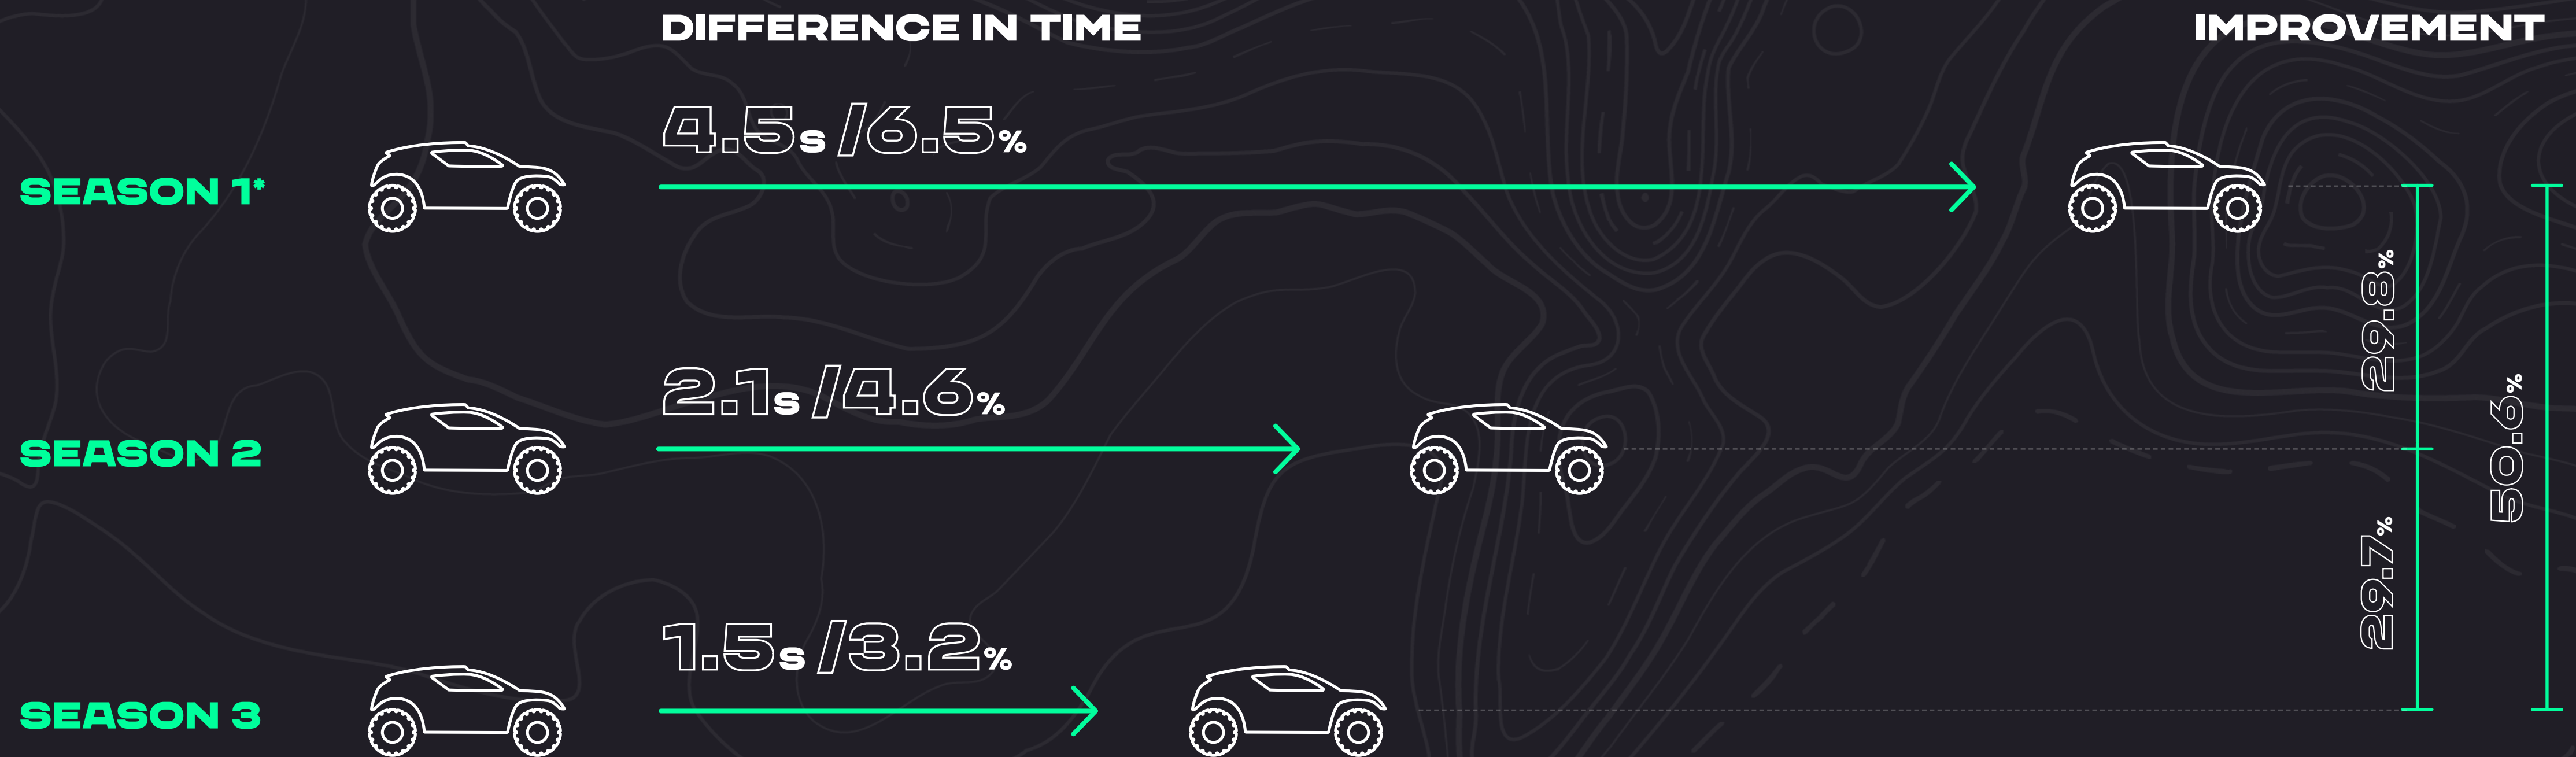 DIFFERENCE IN TIME
IMPROVEMENT
SEASON 1*
4.5s /6.5%
SEASON 2
2.1s /4.6%
SEASON 3
1.5s /3.2%
29.8%
29.7%
50.6%